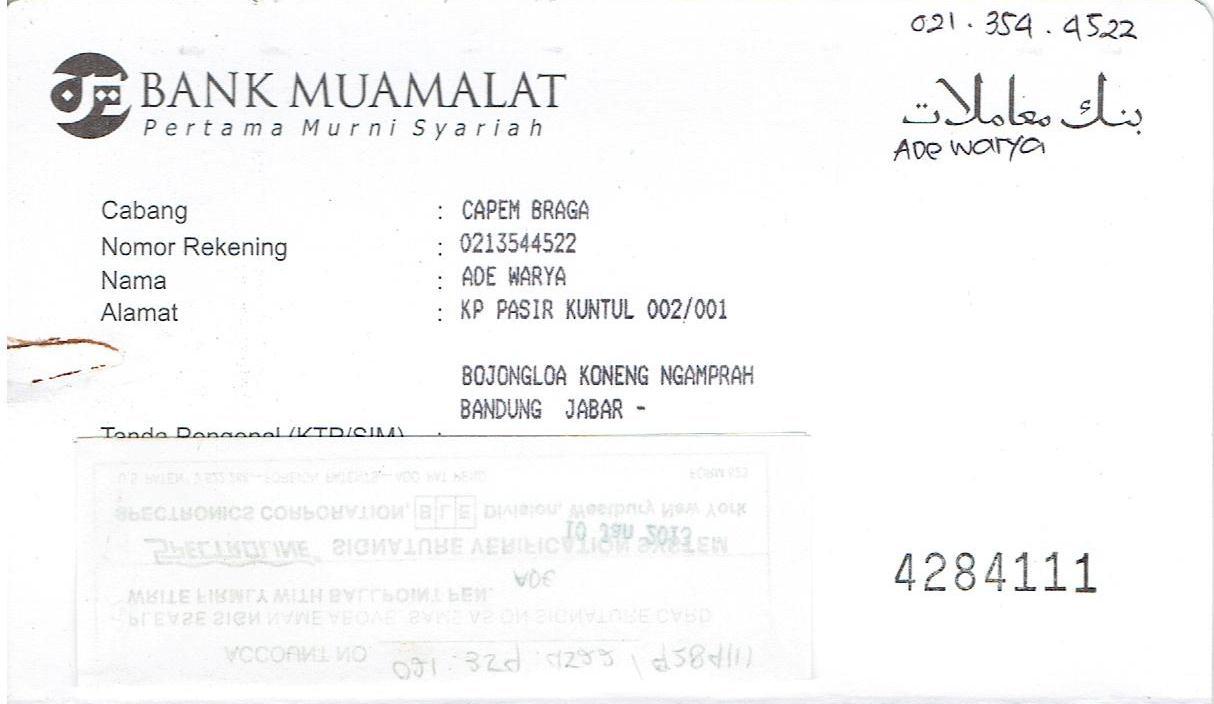 021 . 354 . 4522
BANK MUAMALAT
Pertama Murni Syariah
بنك معاملات
ADE WARYA
Cabang : CAPEM BRAGA
Nomor Rekening : 0213544522
Nama : ADE WARYA
Alamat : KP PASIR KUNTUL 002/001
BOJONGLOA KONENG NGAMPRAH
BANDUNG JABAR -
Tanda Pengenal (KTP/SIM) :
FORM 623
SPECTRONICS CORPORATION, BLE Division, Westbury New York
10 Jan 2013
SPECTROLINE SIGNATURE VERIFICATION SYSTEM
ADE
WRITE FIRMLY WITH BALLPOINT PEN.
PLEASE SIGN NAME ABOVE, SAME AS ON SIGNATURE CARD
ACCOUNT NO. 021 . 354 . 4522 / 4284111
4284111